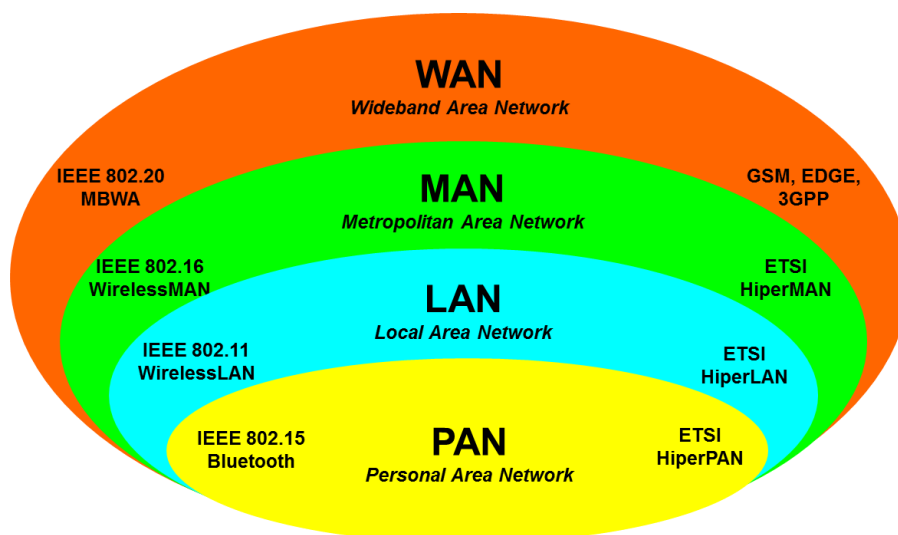 WAN
Wideband Area Network
IEEE 802.20
MBWA
GSM, EDGE,
3GPP
MAN
Metropolitan Area Network
IEEE 802.16
WirelessMAN
ETSI
HiperMAN
LAN
Local Area Network
IEEE 802.11
WirelessLAN
ETSI
HiperLAN
PAN
Personal Area Network
IEEE 802.15
Bluetooth
ETSI
HiperPAN